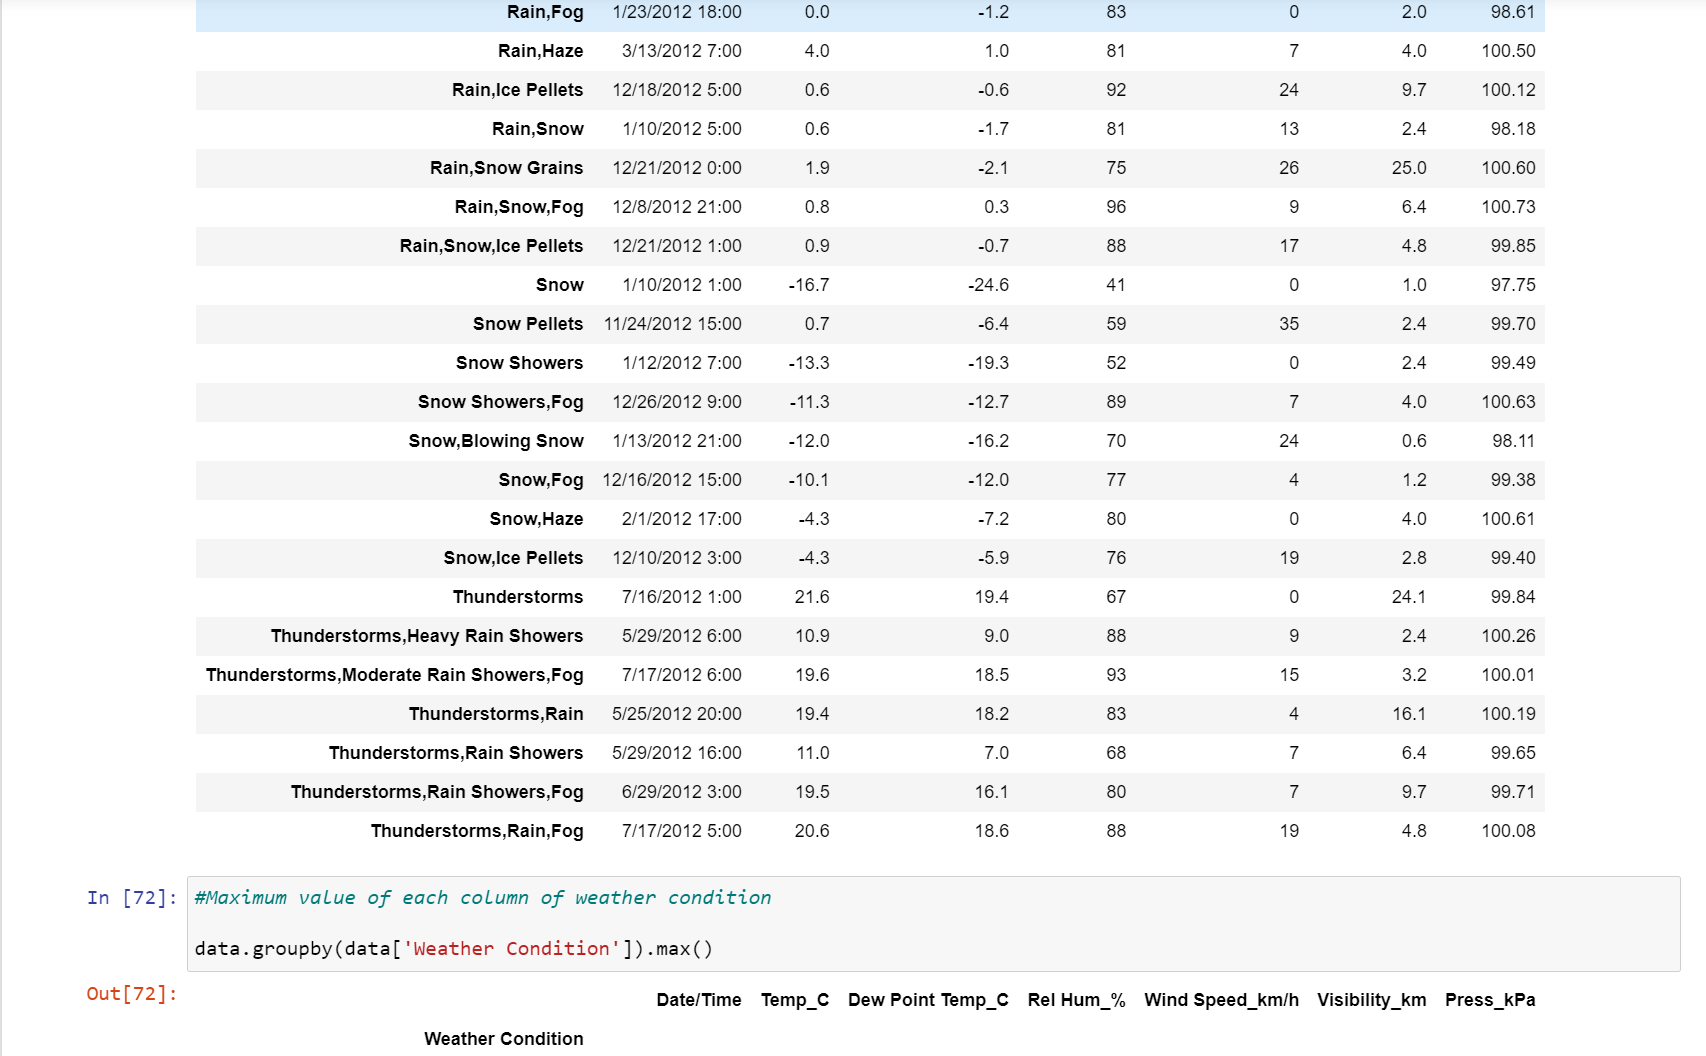 Rain,Fog 1/23/2012 18:00 0.0 -1.2 83 0 2.0 98.61
Rain,Haze 3/13/2012 7:00 4.0 1.0 81 7 4.0 100.50
Rain,Ice Pellets 12/18/2012 5:00 0.6 -0.6 92 24 9.7 100.12
Rain,Snow 1/10/2012 5:00 0.6 -1.7 81 13 2.4 98.18
Rain,Snow Grains 12/21/2012 0:00 1.9 -2.1 75 26 25.0 100.60
Rain,Snow,Fog 12/8/2012 21:00 0.8 0.3 96 9 6.4 100.73
Rain,Snow,Ice Pellets 12/21/2012 1:00 0.9 -0.7 88 17 4.8 99.85
Snow 1/10/2012 1:00 -16.7 -24.6 41 0 1.0 97.75
Snow Pellets 11/24/2012 15:00 0.7 -6.4 59 35 2.4 99.70
Snow Showers 1/12/2012 7:00 -13.3 -19.3 52 0 2.4 99.49
Snow Showers,Fog 12/26/2012 9:00 -11.3 -12.7 89 7 4.0 100.63
Snow,Blowing Snow 1/13/2012 21:00 -12.0 -16.2 70 24 0.6 98.11
Snow,Fog 12/16/2012 15:00 -10.1 -12.0 77 4 1.2 99.38
Snow,Haze 2/1/2012 17:00 -4.3 -7.2 80 0 4.0 100.61
Snow,Ice Pellets 12/10/2012 3:00 -4.3 -5.9 76 19 2.8 99.40
Thunderstorms 7/16/2012 1:00 21.6 19.4 67 0 24.1 99.84
Thunderstorms,Heavy Rain Showers 5/29/2012 6:00 10.9 9.0 88 9 2.4 100.26
Thunderstorms,Moderate Rain Showers,Fog 7/17/2012 6:00 19.6 18.5 93 15 3.2 100.01
Thunderstorms,Rain 5/25/2012 20:00 19.4 18.2 83 4 16.1 100.19
Thunderstorms,Rain Showers 5/29/2012 16:00 11.0 7.0 68 7 6.4 99.65
Thunderstorms,Rain Showers,Fog 6/29/2012 3:00 19.5 16.1 80 7 9.7 99.71
Thunderstorms,Rain,Fog 7/17/2012 5:00 20.6 18.6 88 19 4.8 100.08
In [72]: #Maximum value of each column of weather condition
data.groupby(data['Weather Condition']).max()
Out[72]: Date/Time Temp_C Dew Point Temp_C Rel Hum_% Wind Speed_km/h Visibility_km Press_kPa
Weather Condition